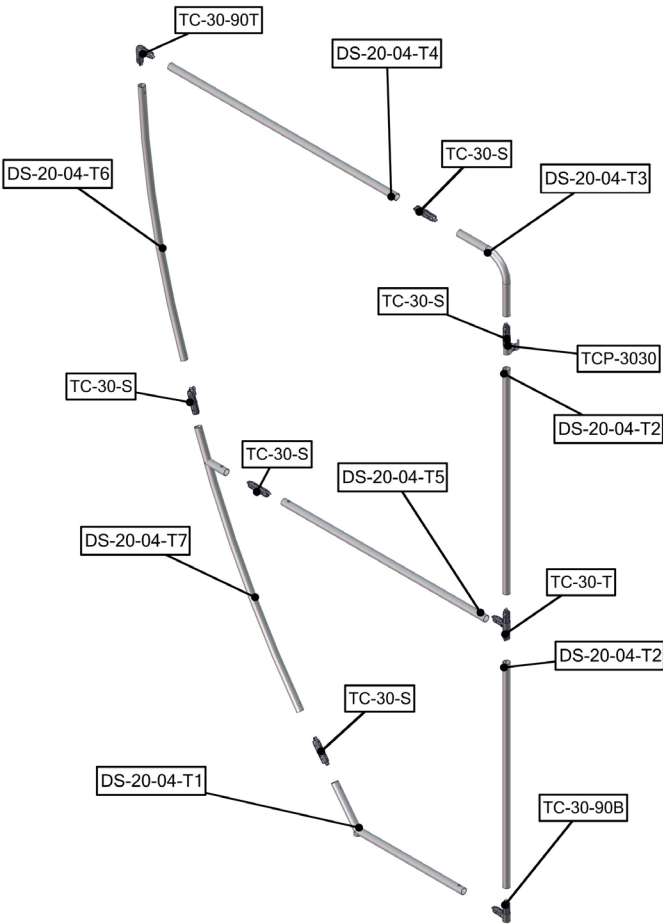 TC-30-90T
DS-20-04-T4
TC-30-S
DS-20-04-T6
DS-20-04-T3
TC-30-S
TCP-3030
TC-30-S
DS-20-04-T2
TC-30-S
DS-20-04-T5
DS-20-04-T7
TC-30-T
DS-20-04-T2
TC-30-S
DS-20-04-T1
TC-30-90B